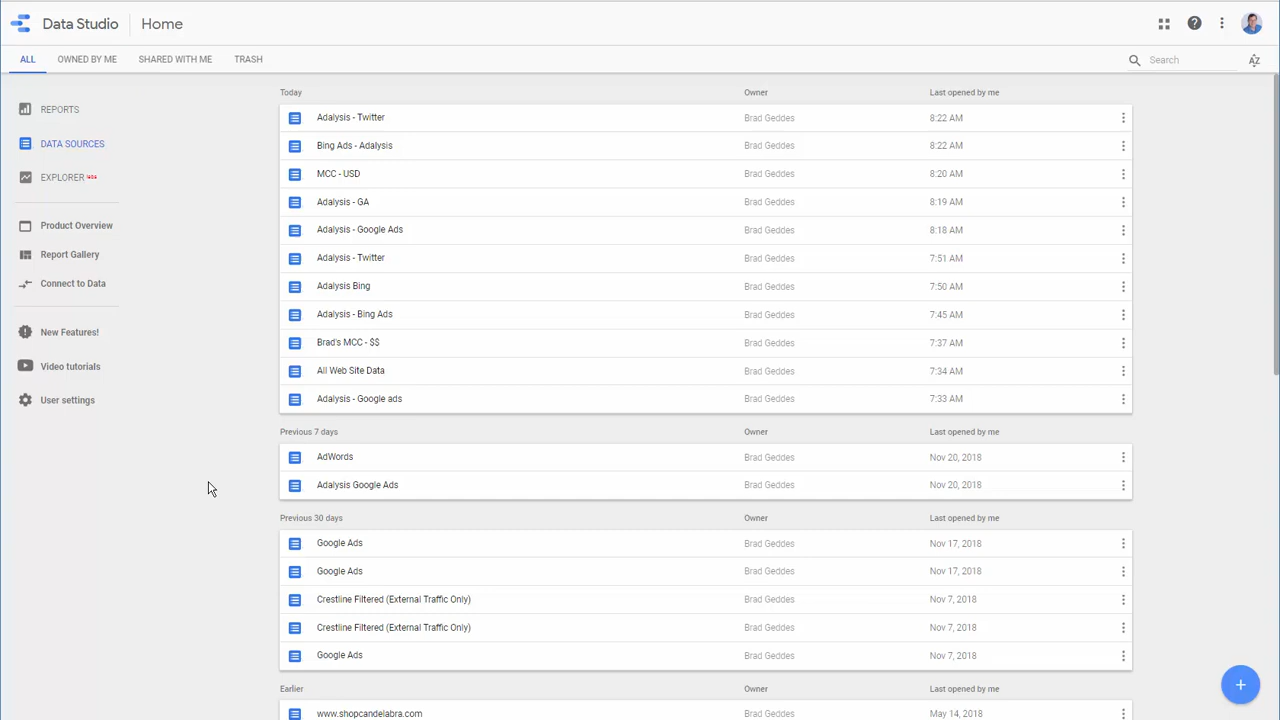 Data Studio Home
ALL OWNED BY ME SHARED WITH ME TRASH Search
REPORTS
DATA SOURCES
EXPLORER
Product Overview
Report Gallery
Connect to Data
New Features!
Video tutorials
User settings
Today Owner Last opened by me
Adalysis - Twitter Brad Geddes 8:22 AM
Bing Ads - Adalysis Brad Geddes 8:22 AM
MCC - USD Brad Geddes 8:20 AM
Adalysis - GA Brad Geddes 8:19 AM
Adalysis - Google Ads Brad Geddes 8:18 AM
Adalysis - Twitter Brad Geddes 7:51 AM
Adalysis Bing Brad Geddes 7:50 AM
Adalysis - Bing Ads Brad Geddes 7:45 AM
Brad's MCC - $$ Brad Geddes 7:37 AM
All Web Site Data Brad Geddes 7:34 AM
Adalysis - Google ads Brad Geddes 7:33 AM
Previous 7 days Owner Last opened by me
AdWords Brad Geddes Nov 20, 2018
Adalysis Google Ads Brad Geddes Nov 20, 2018
Previous 30 days Owner Last opened by me
Google Ads Brad Geddes Nov 17, 2018
Google Ads Brad Geddes Nov 17, 2018
Crestline Filtered (External Traffic Only) Brad Geddes Nov 7, 2018
Crestline Filtered (External Traffic Only) Brad Geddes Nov 7, 2018
Google Ads Brad Geddes Nov 7, 2018
Earlier Owner Last opened by me
www.shopcandelabra.com Brad Geddes May 14, 2018